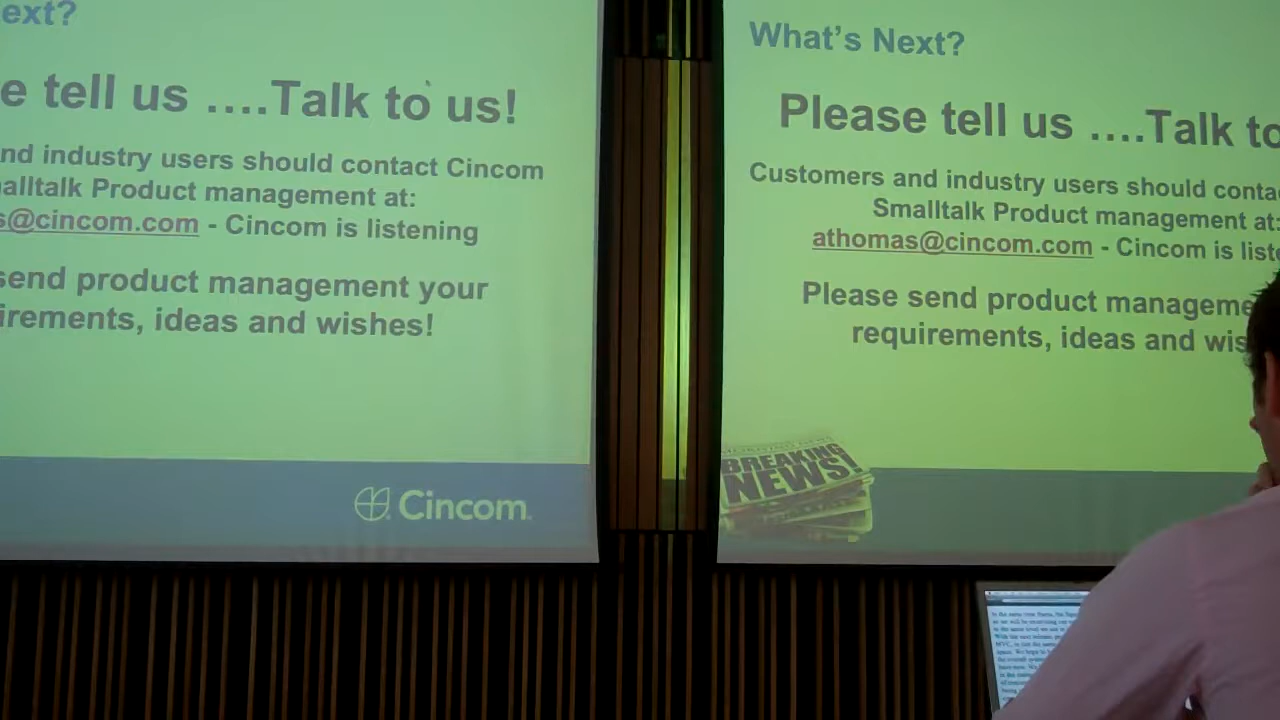 ext?
e tell us ....Talk to us!
nd industry users should contact Cincom
alltalk Product management at:
s@cincom.com - Cincom is listening
send product management your
irements, ideas and wishes!
Cincom
What's Next?
Please tell us ....Talk to
Customers and industry users should conta
Smalltalk Product management at:
athomas@cincom.com - Cincom is liste
Please send product manageme
requirements, ideas and wis
BREAKING
NEWS!